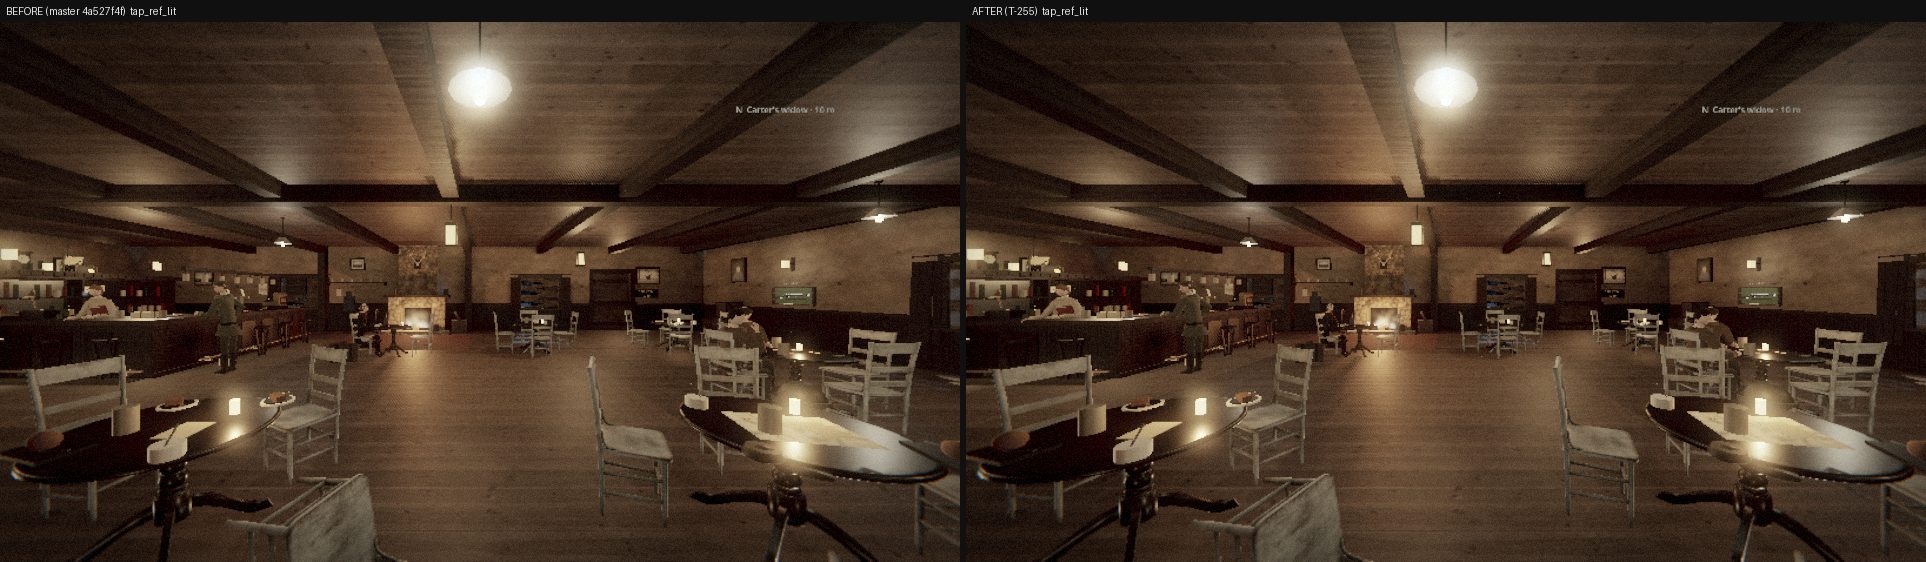 BEFORE (master 4a527f4f) tap_ref_lit
AFTER (T-255) tap_ref_lit
N Carter's widow · 10 m
N Carter's widow · 10 m